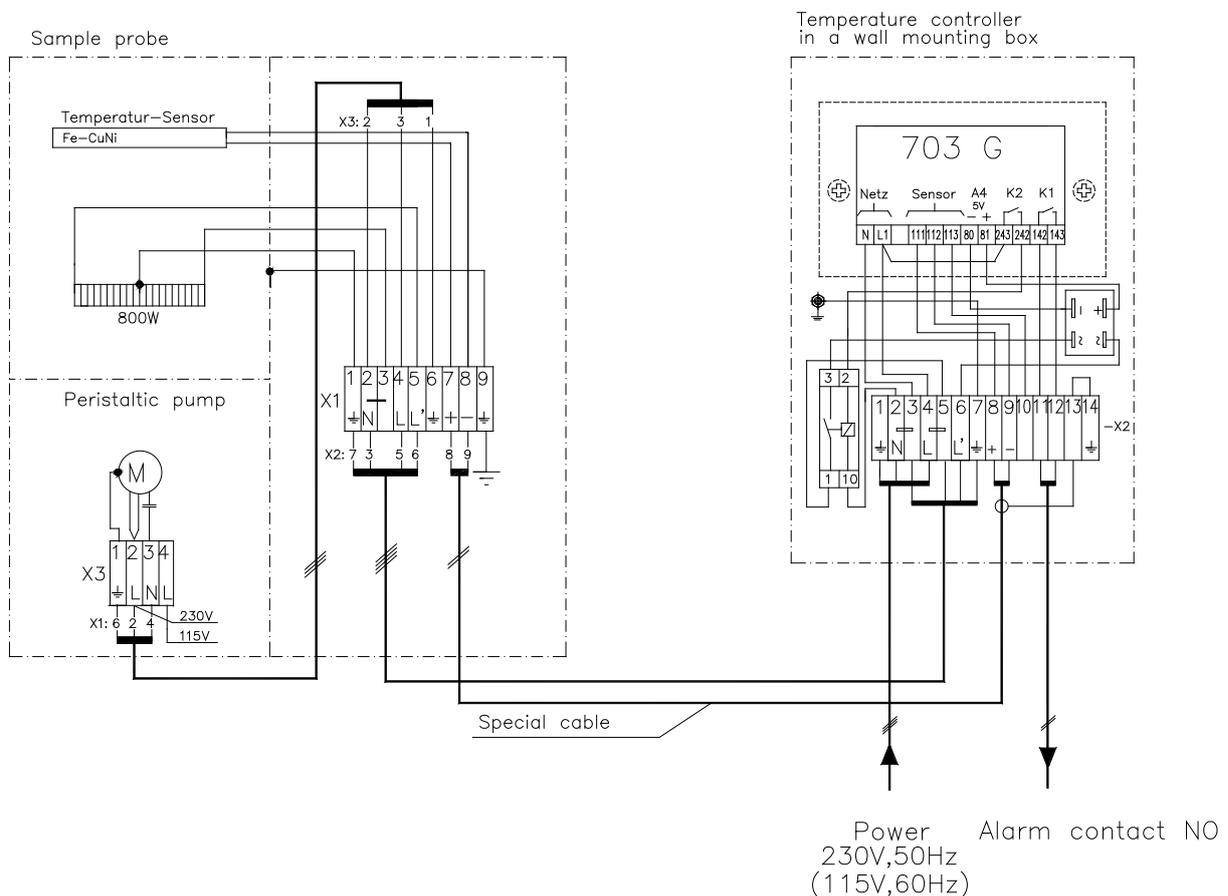 Sample probe
Temperatur-Sensor
Fe-CuNi
800W
X3: 2 3 1
X1
1 2 3 4 5 6 7 8 9
N L L' + -
X2: 7 3 5 6 8 9
Peristaltic pump
M
X3
1 2 3 4
L N L
X1: 6 2 4
230V
115V
Special cable
Temperature controller
in a wall mounting box
703 G
Netz Sensor A4 K2 K1
5V
- +
N L1 111 112 113 80 81 243 242 142 143
- +
~ ~
3 2
1 10
1 2 3 4 5 6 7 8 9 10 11 12 13 14
N L L' + -
-X2
Power
230V,50Hz
(115V,60Hz)
Alarm contact NO